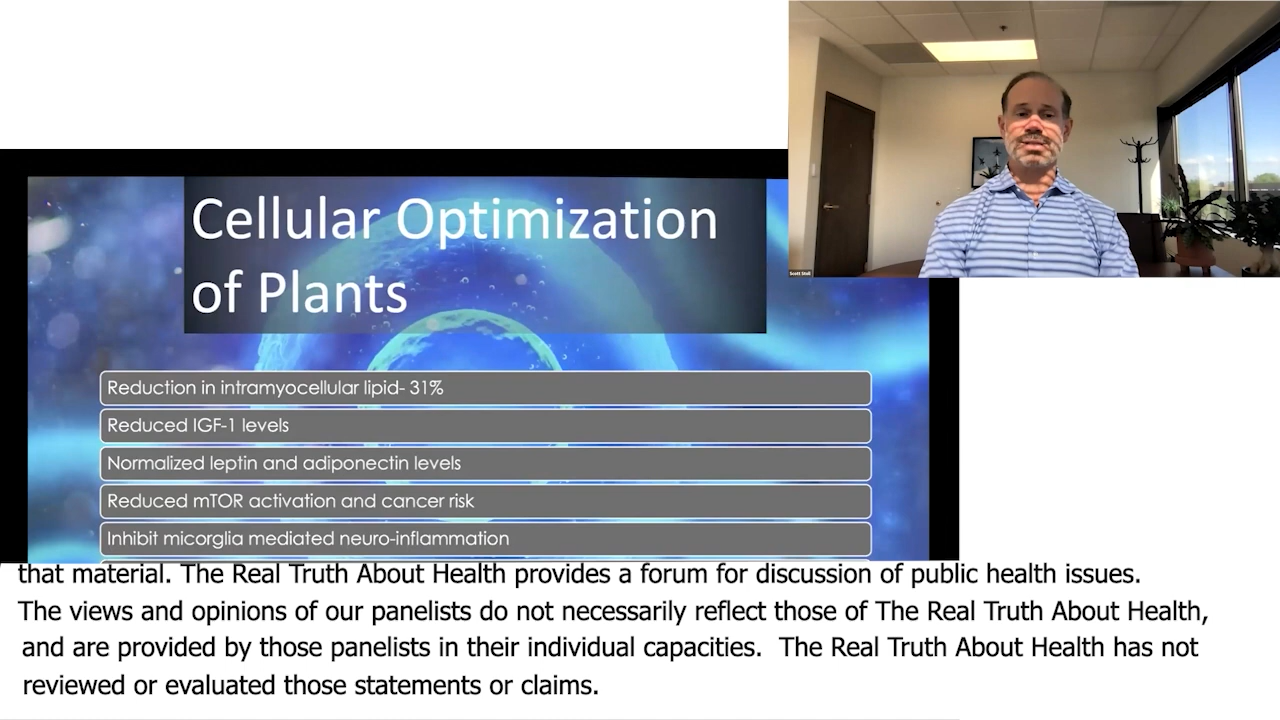 Scott Stoll
Cellular Optimization
of Plants
Reduction in intramyocellular lipid- 31%
Reduced IGF-1 levels
Normalized leptin and adiponectin levels
Reduced mTOR activation and cancer risk
Inhibit micorglia mediated neuro-inflammation
that material. The Real Truth About Health provides a forum for discussion of public health issues.
The views and opinions of our panelists do not necessarily reflect those of The Real Truth About Health,
and are provided by those panelists in their individual capacities.  The Real Truth About Health has not
reviewed or evaluated those statements or claims.